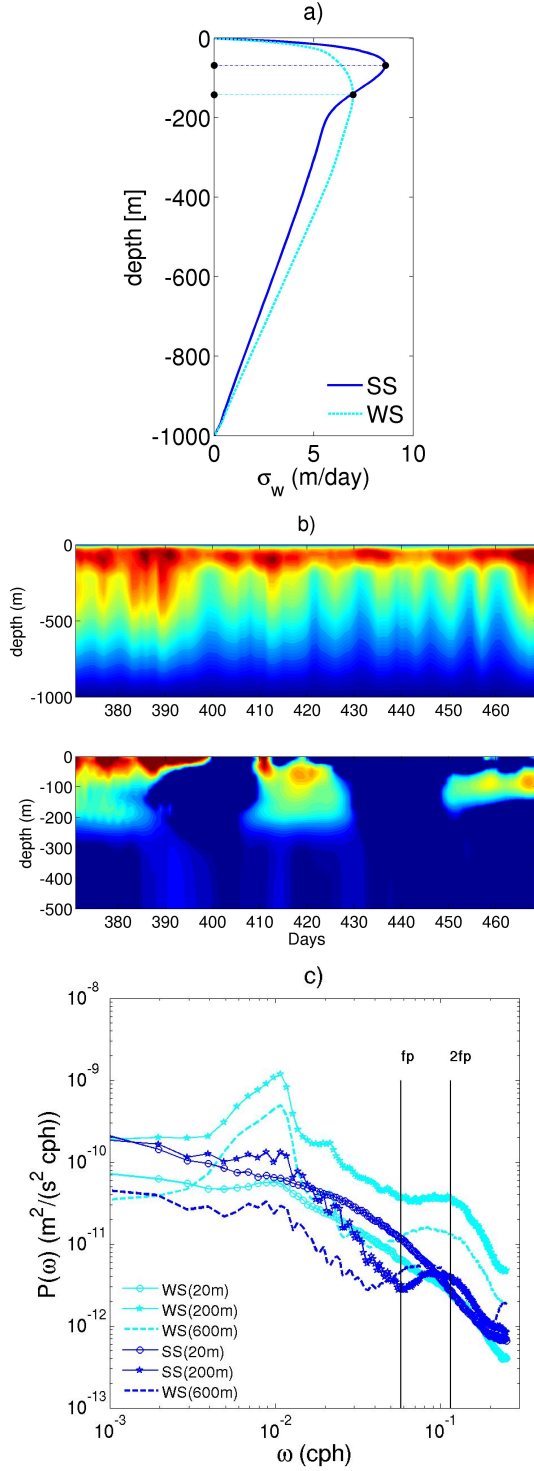 a)
0
-200
-400
-600
-800
-1000
depth [m]
SS
WS
0 5 10
σw (m/day)
b)
0
-500
-1000
depth (m)
380 390 400 410 420 430 440 450 460
0
-100
-200
-300
-400
-500
depth (m)
380 390 400 410 420 430 440 450 460
Days
c)
10-8
10-9
10-10
10-11
10-12
10-13
P(ω) (m2/(s2 cph))
fp 2fp
WS(20m)
WS(200m)
WS(600m)
SS(20m)
SS(200m)
WS(600m)
10-3 10-2 10-1
ω (cph)